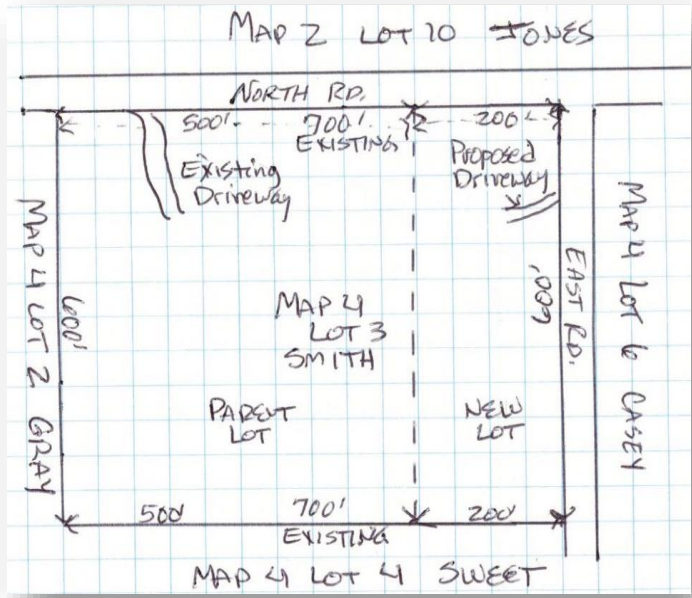 MAP 2 LOT 10 JONES
NORTH RD.
500' 700' 200'
EXISTING
Existing
Driveway
Proposed
Driveway
MAP 4 LOT 2 GRAY
600'
MAP 4
LOT 3
SMITH
600'
EAST RD.
MAP 4 LOT 6 CASEY
PARENT
LOT
NEW
LOT
500' 700' 200'
EXISTING
MAP 4 LOT 4 SWEET